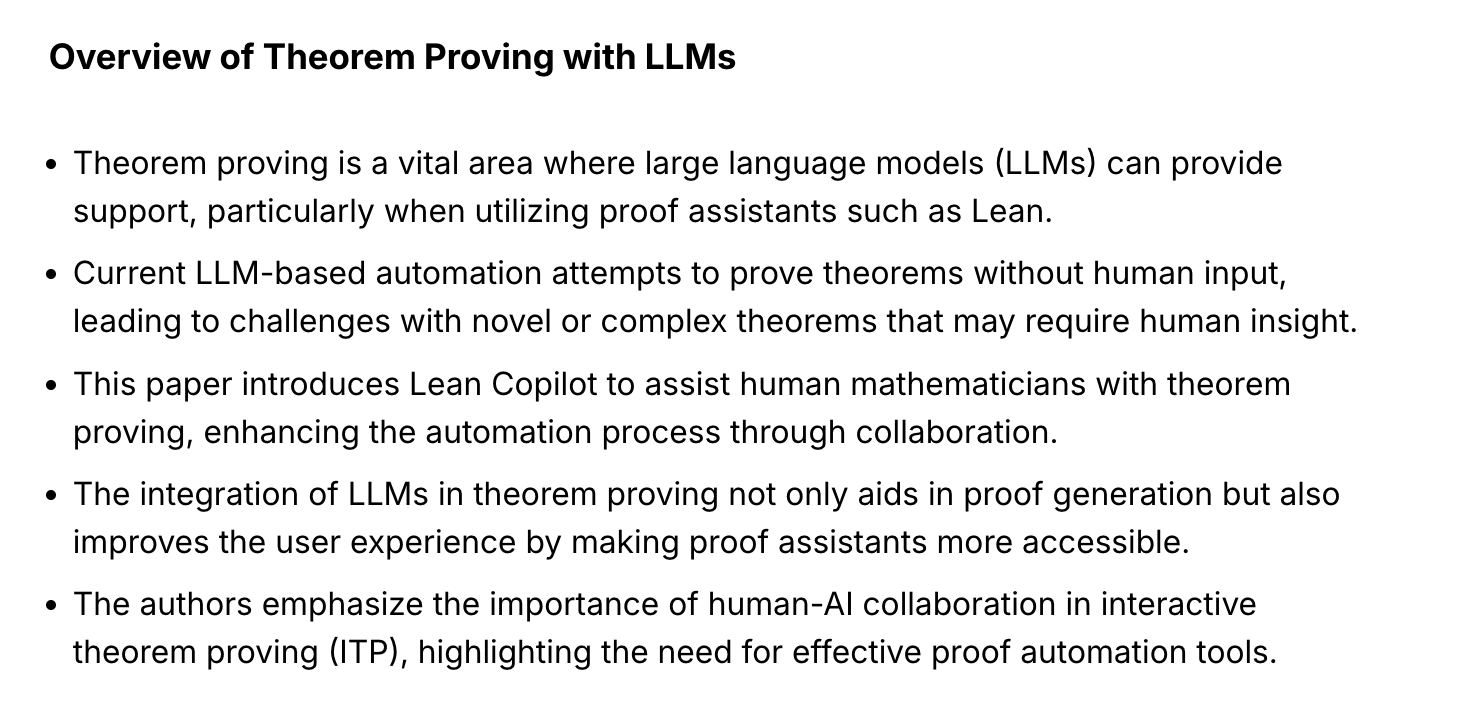 Overview of Theorem Proving with LLMs
• Theorem proving is a vital area where large language models (LLMs) can provide
support, particularly when utilizing proof assistants such as Lean.
• Current LLM-based automation attempts to prove theorems without human input,
leading to challenges with novel or complex theorems that may require human insight.
• This paper introduces Lean Copilot to assist human mathematicians with theorem
proving, enhancing the automation process through collaboration.
• The integration of LLMs in theorem proving not only aids in proof generation but also
improves the user experience by making proof assistants more accessible.
• The authors emphasize the importance of human-AI collaboration in interactive
theorem proving (ITP), highlighting the need for effective proof automation tools.